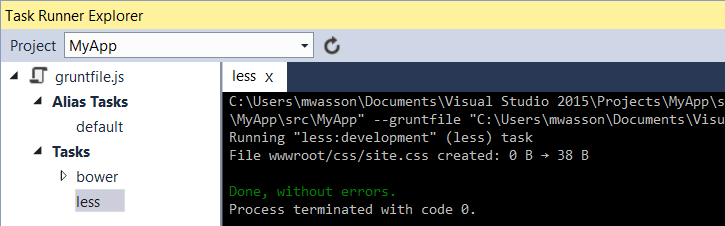 Task Runner Explorer
Project MyApp
gruntfile.js
Alias Tasks
default
Tasks
bower
less
less x
C:\Users\mwasson\Documents\Visual Studio 2015\Projects\MyApp\s
\MyApp\src\MyApp" --gruntfile "C:\Users\mwasson\Documents\Visu
Running "less:development" (less) task
File wwwroot/css/site.css created: 0 B → 38 B
Done, without errors.
Process terminated with code 0.